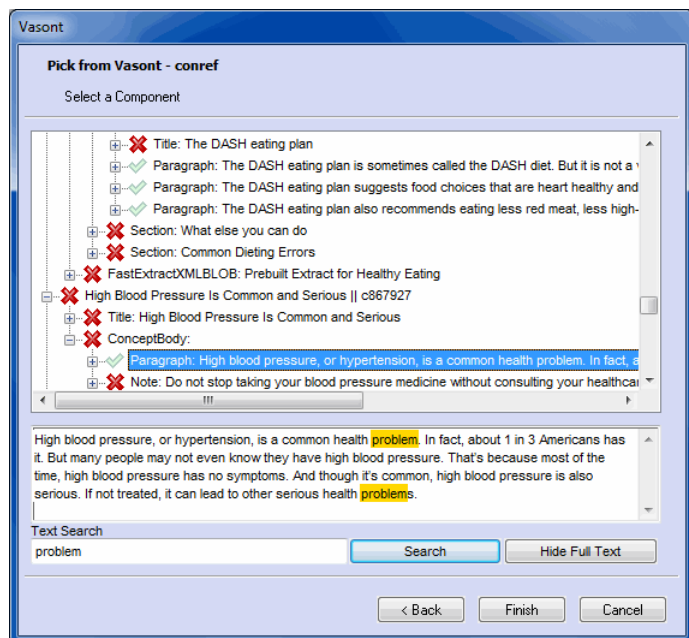 Vasont
Pick from Vasont - conref
Select a Component
Title: The DASH eating plan
Paragraph: The DASH eating plan is sometimes called the DASH diet. But it is not a
Paragraph: The DASH eating plan suggests food choices that are heart healthy and
Paragraph: The DASH eating plan also recommends eating less red meat, less high-
Section: What else you can do
Section: Common Dieting Errors
FastExtractXMLBLOB: Prebuilt Extract for Healthy Eating
High Blood Pressure Is Common and Serious || c867927
Title: High Blood Pressure Is Common and Serious
ConceptBody:
Paragraph: High blood pressure, or hypertension, is a common health problem. In fact, a
Note: Do not stop taking your blood pressure medicine without consulting your healthcar
High blood pressure, or hypertension, is a common health problem. In fact, about 1 in 3 Americans has
it. But many people may not even know they have high blood pressure. That's because most of the
time, high blood pressure has no symptoms. And though it's common, high blood pressure is also
serious. If not treated, it can lead to other serious health problems.
Text Search
problem
Search
Hide Full Text
< Back
Finish
Cancel